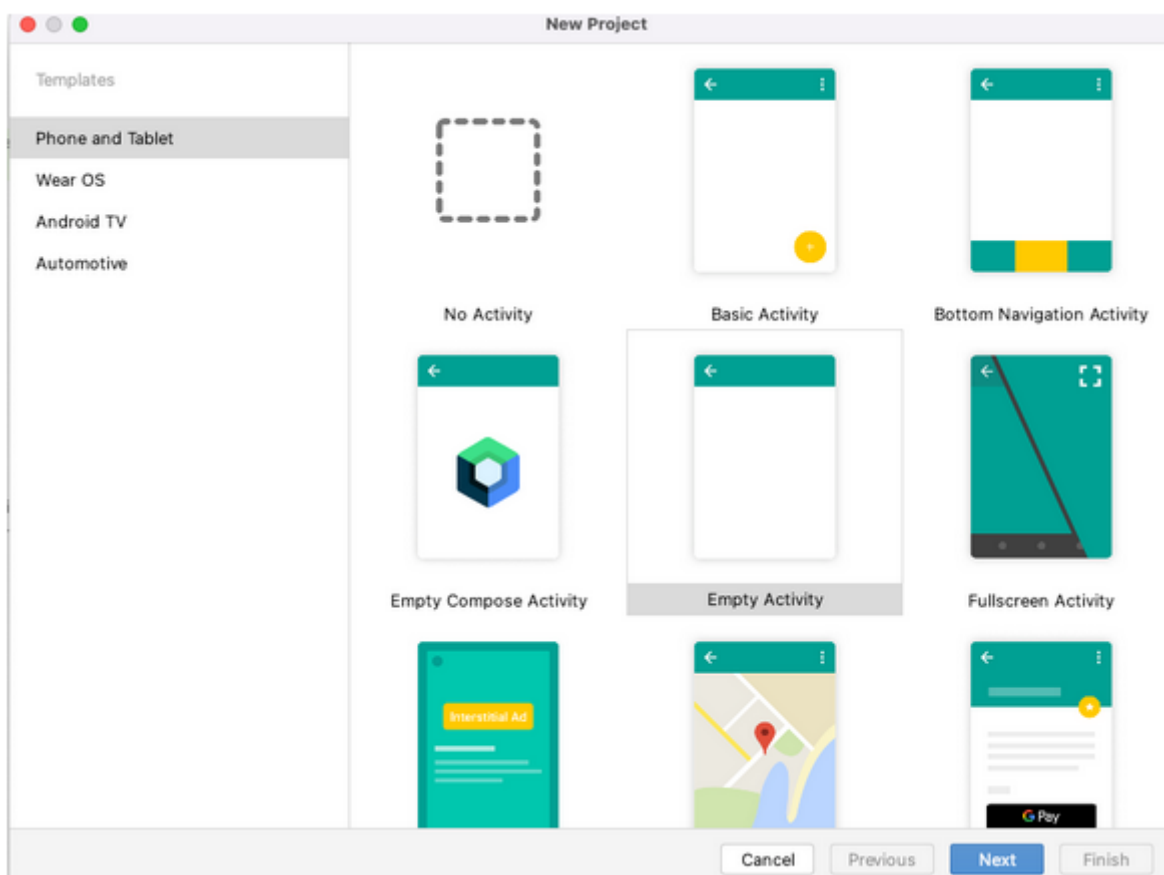 New Project
Templates
Phone and Tablet
Wear OS
Android TV
Automotive
No Activity
Basic Activity
Bottom Navigation Activity
Empty Compose Activity
Empty Activity
Fullscreen Activity
Interstitial Ad
G Pay
Cancel
Previous
Next
Finish